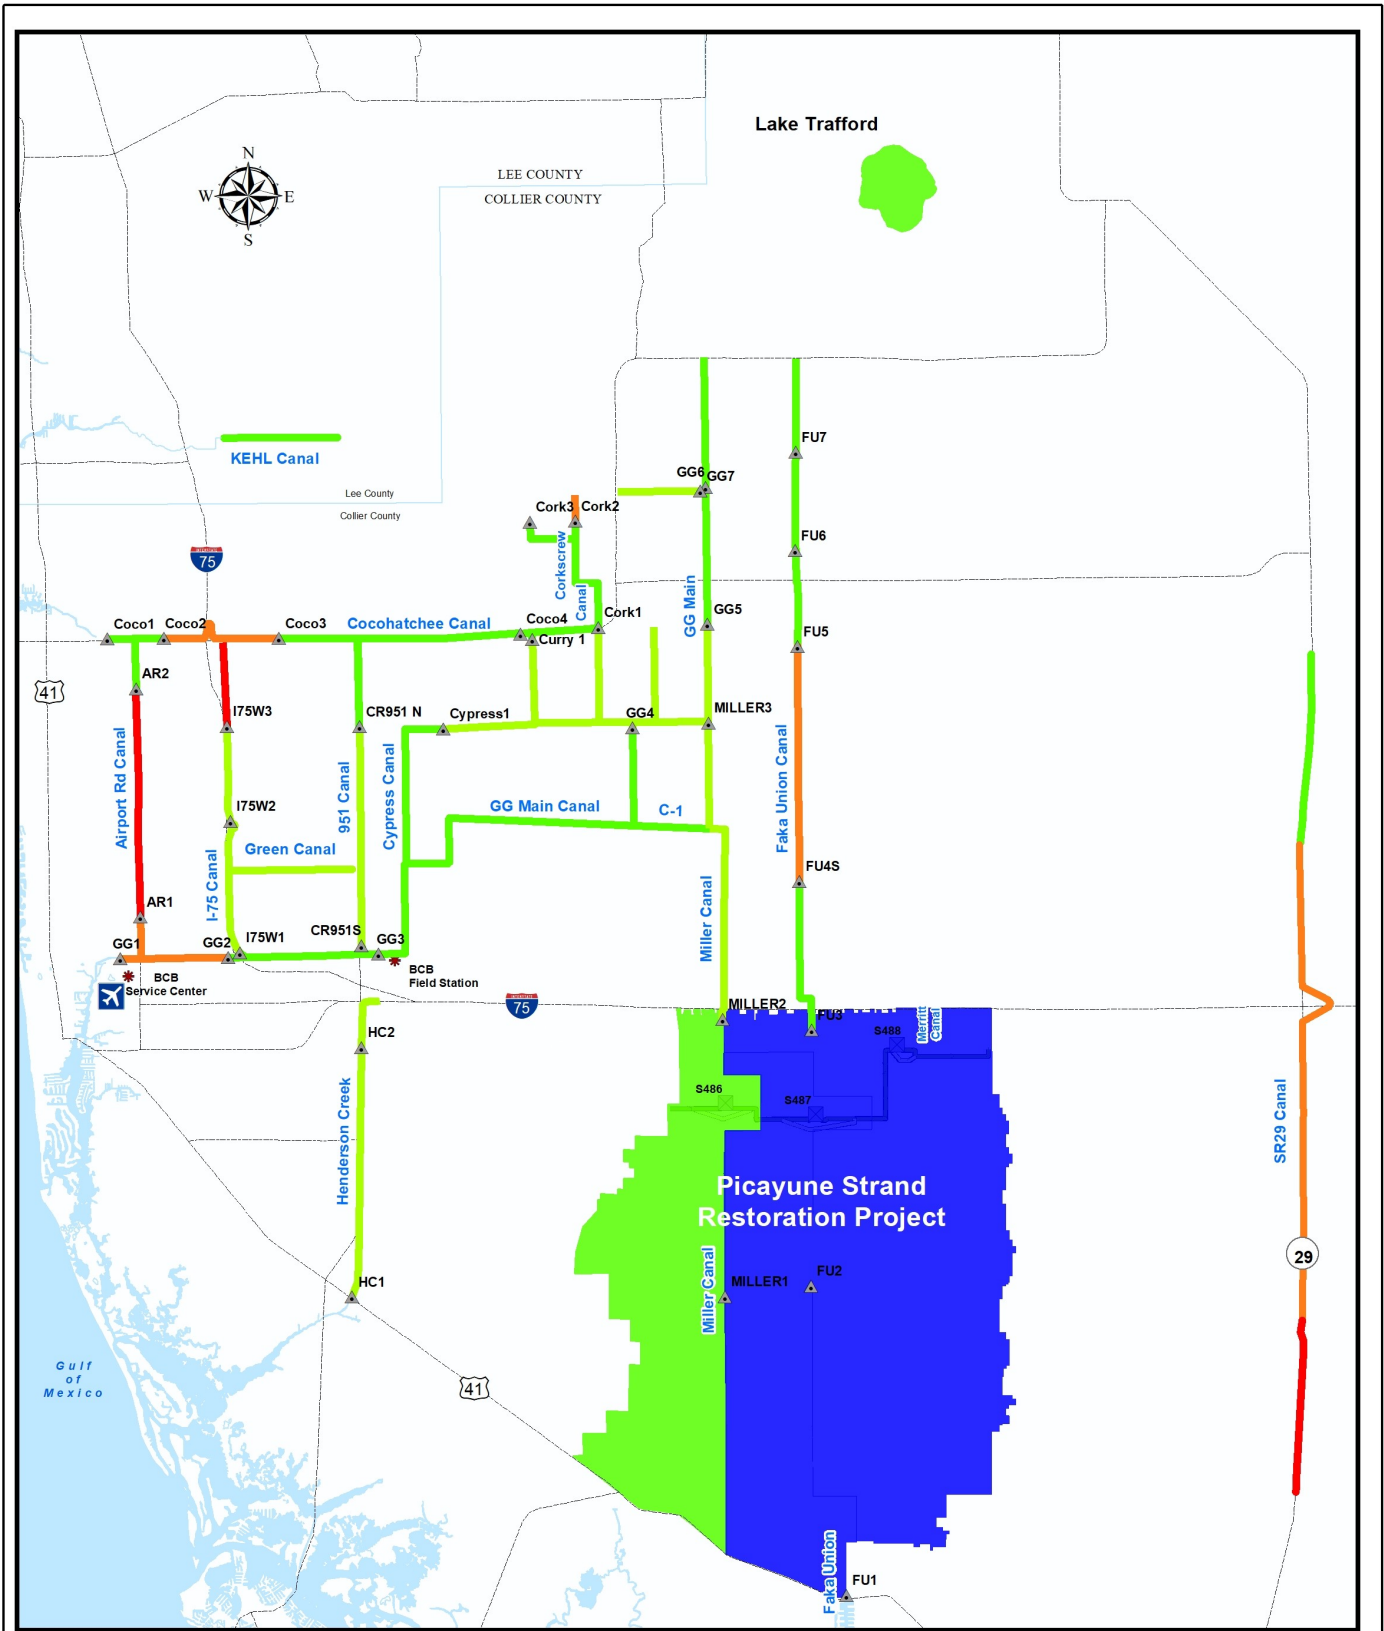 Lake Trafford
N
W
E
S
LEE COUNTY
COLLIER COUNTY
FU7
KEHL Canal
GG6
GG7
Lee County
Collier County
Cork3
Cork2
FU6
75
Corkscrew
Canal
GG Main
Coco1
Coco2
Coco3
Cocohatchee Canal
Coco4
Cork1
GG5
Curry 1
FU5
AR2
41
I75W3
CR951 N
Cypress1
GG4
MILLER3
Airport Rd Canal
951 Canal
Cypress Canal
Faka Union Canal
I75W2
GG Main Canal
C-1
Green Canal
I-75 Canal
FU4S
AR1
Miller Canal
GG1
GG2
I75W1
CR951S
GG3
BCB
Service Center
BCB
Field Station
75
MILLER2
FU3
S488
Merritt
Canal
HC2
S486
S487
Henderson Creek
SR29 Canal
Picayune Strand
Restoration Project
29
HC1
Miller Canal
MILLER1
FU2
Gulf
of
Mexico
41
Faka Union
FU1